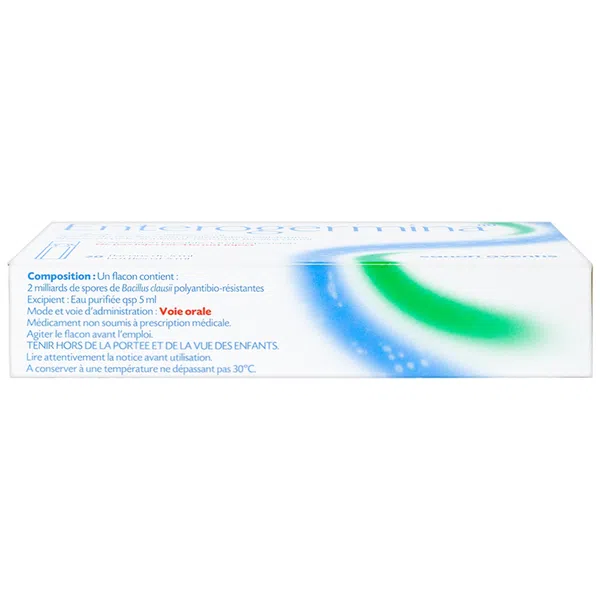 Enterogermina
sanofi aventis
Composition : Un flacon contient :
2 milliards de spores de Bacillus clausii polyantibio-résistantes
Excipient : Eau purifiée qsp 5 ml
Mode et voie d'administration : Voie orale
Médicament non soumis à prescription médicale.
Agiter le flacon avant l'emploi.
TENIR HORS DE LA PORTEE ET DE LA VUE DES ENFANTS.
Lire attentivement la notice avant utilisation.
A conserver à une température ne dépassant pas 30°C.